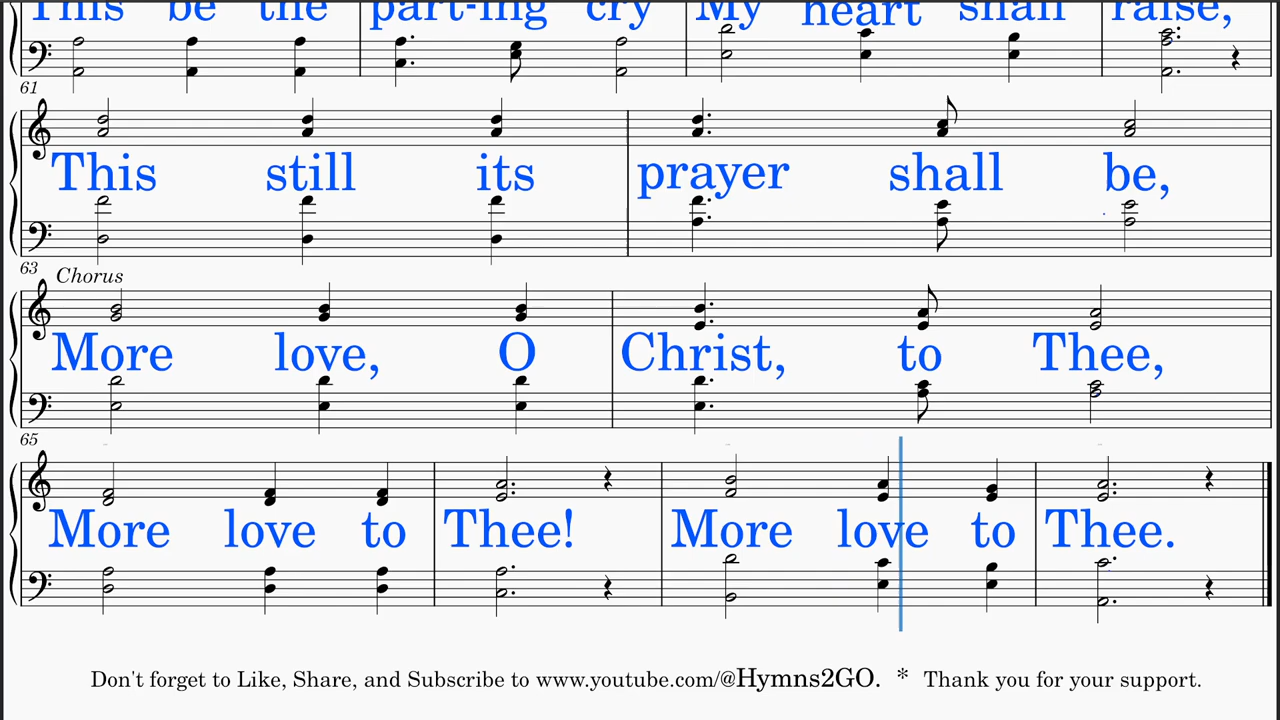 This be the part-ing cry My heart shall raise,
61
This still its prayer shall be,
63
Chorus
More love, O Christ, to Thee,
65
More love to Thee! More love to Thee.
Don't forget to Like, Share, and Subscribe to www.youtube.com/@Hymns2GO. * Thank you for your support.